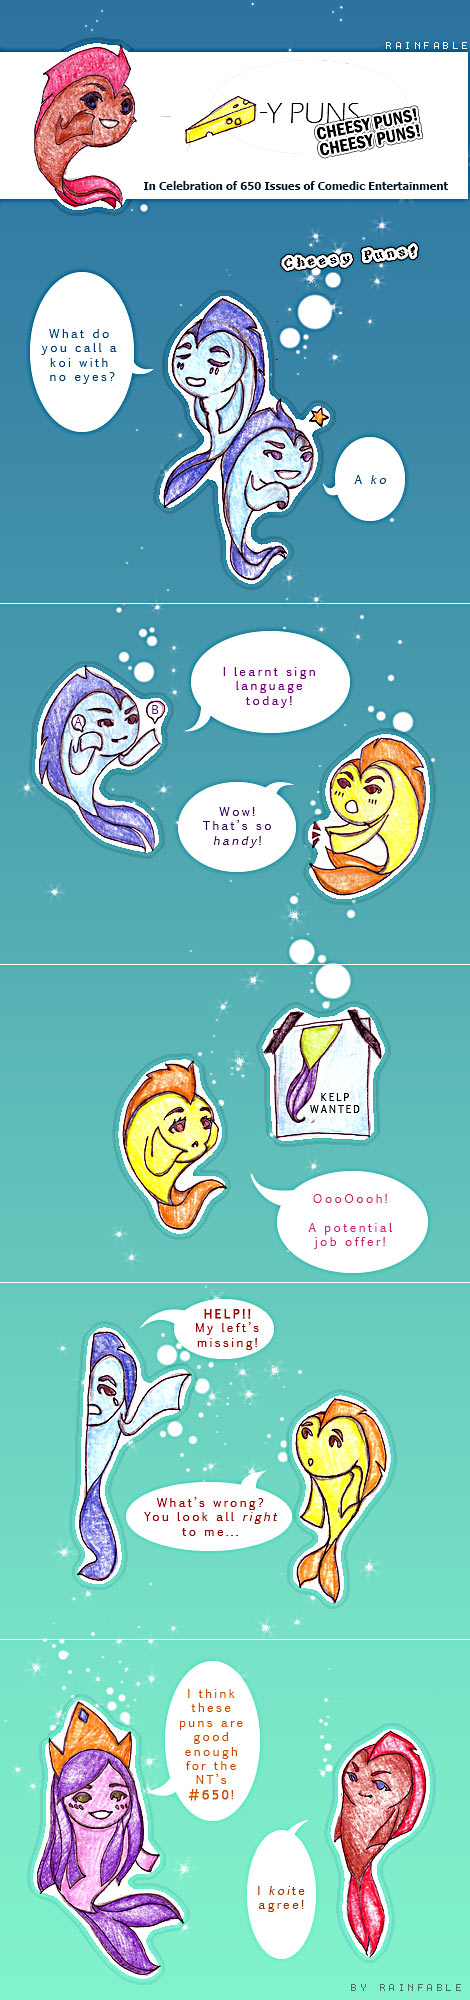 RAINFABLE
-Y PUNS
CHEESY PUNS!
CHEESY PUNS!
In Celebration of 650 Issues of Comedic Entertainment
Cheesy Puns!
What do
you call a
koi with
no eyes?
A ko
I learnt sign
language
today!
A
B
Wow!
That's so
handy!
KELP
WANTED
OooOooh!
A potential
job offer!
HELP!!
My left's
missing!
What's wrong?
You look all right
to me...
I think
these
puns are
good
enough
for the
NT's
#650!
I koite
agree!
BY RAINFABLE